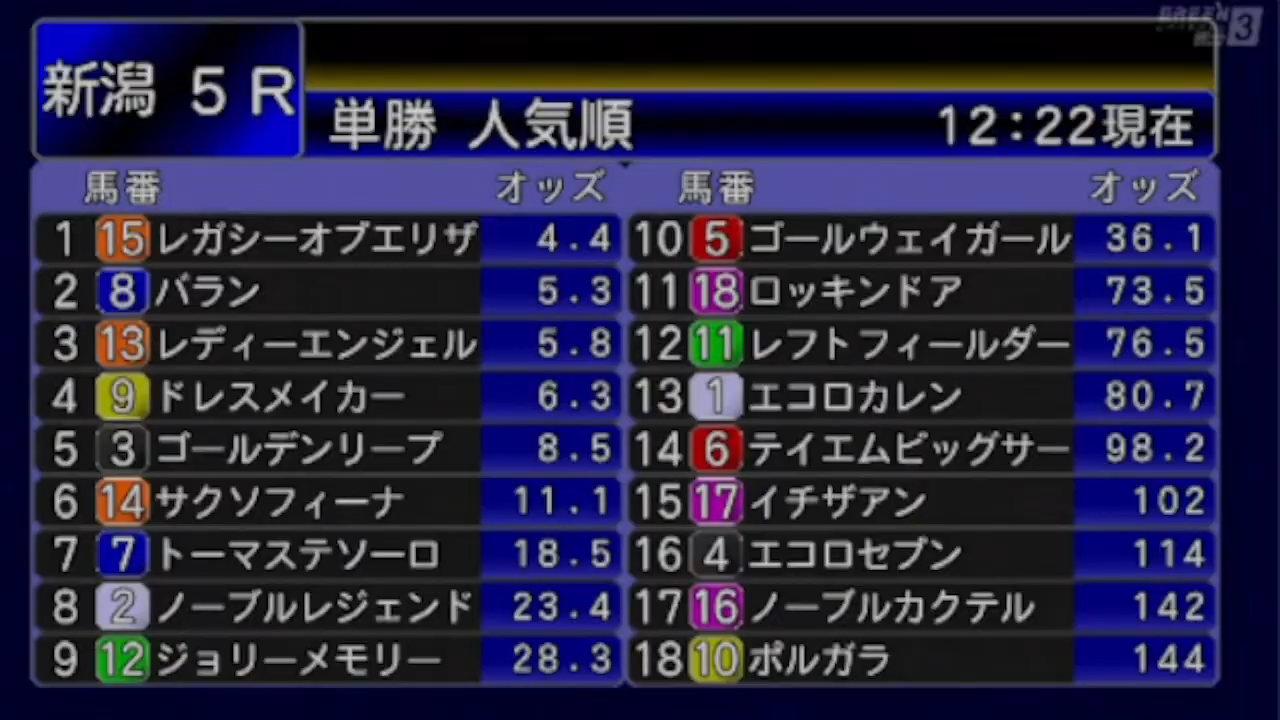 新潟 5R
単勝 人気順 12:22現在
馬番 オッズ 馬番 オッズ
1 15 レガシーオブエリザ 4.4 10 5 ゴールウェイガール 36.1
2 8 バラン 5.3 11 18 ロッキンドア 73.5
3 13 レディーエンジェル 5.8 12 11 レフトフィールダー 76.5
4 9 ドレスメイカー 6.3 13 1 エコロカレン 80.7
5 3 ゴールデンリープ 8.5 14 6 テイエムビッグサー 98.2
6 14 サクソフィーナ 11.1 15 17 イチザアン 102
7 7 トーマステソーロ 18.5 16 4 エコロセブン 114
8 2 ノーブルレジェンド 23.4 17 16 ノーブルカクテル 142
9 12 ジョリーメモリー 28.3 18 10 ポルガラ 144